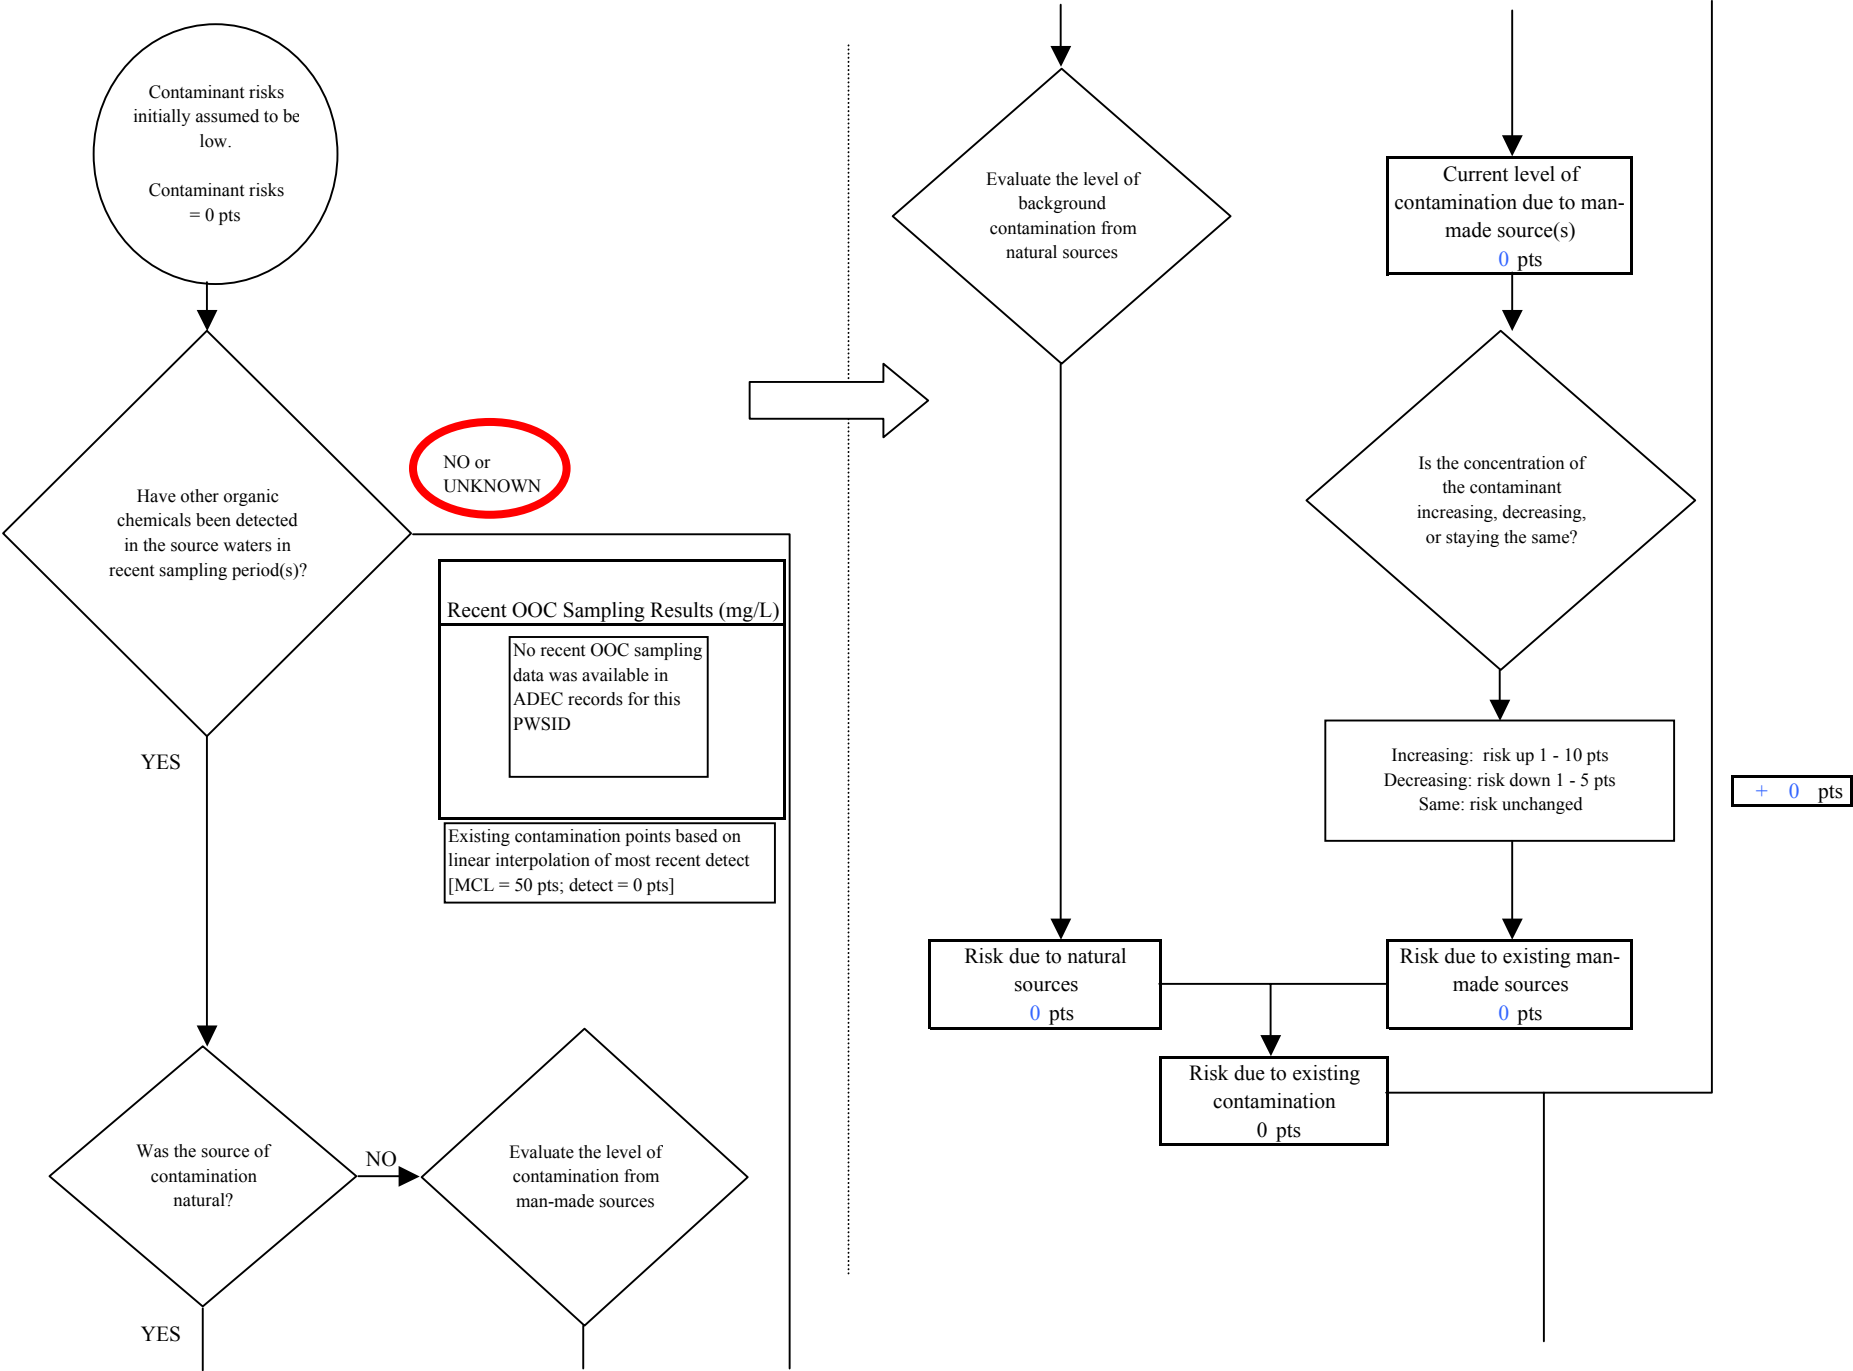 Contaminant risks
initially assumed to be
low.
Contaminant risks
= 0 pts
Have other organic
chemicals been detected
in the source waters in
recent sampling period(s)?
NO or
UNKNOWN
Recent OOC Sampling Results (mg/L)
No recent OOC sampling
data was available in
ADEC records for this
PWSID
Existing contamination points based on
linear interpolation of most recent detect
[MCL = 50 pts; detect = 0 pts]
YES
Was the source of
contamination
natural?
NO
Evaluate the level of
contamination from
man-made sources
YES
Evaluate the level of
background
contamination from
natural sources
Current level of
contamination due to man-
made source(s)
0 pts
Is the concentration of
the contaminant
increasing, decreasing,
or staying the same?
Increasing: risk up 1 - 10 pts
Decreasing: risk down 1 - 5 pts
Same: risk unchanged
+ 0 pts
Risk due to natural
sources
0 pts
Risk due to existing man-
made sources
0 pts
Risk due to existing
contamination
0 pts